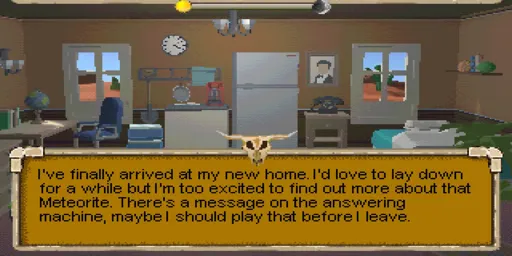 I've finally arrived at my new home. I'd love to lay down
for a while but I'm too excited to find out more about that
Meteorite. There's a message on the answering
machine, maybe I should play that before I leave.